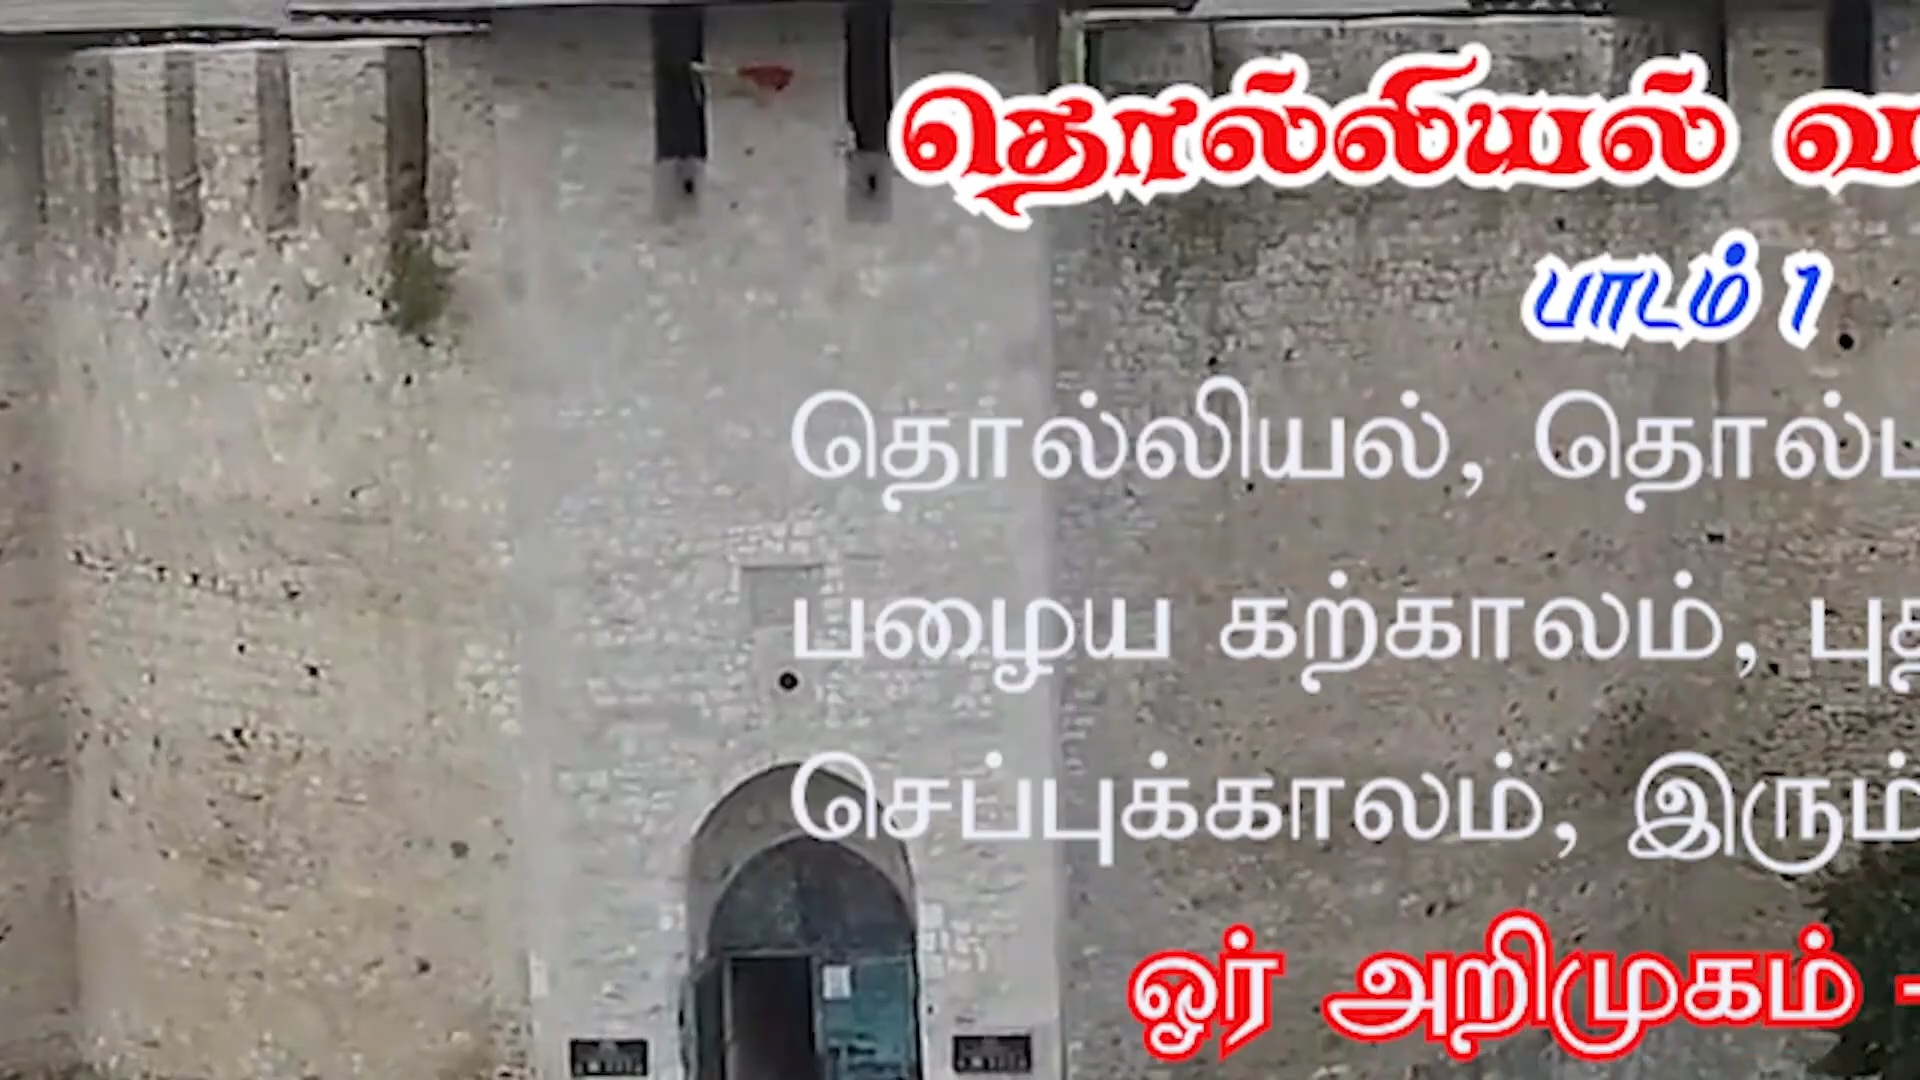 தொல்லியல்
பாடம் 1
தொல்லியல்,
பழைய கற்காலம்,
செப்புக்காலம்,
ஓர் அறிமுகம் -